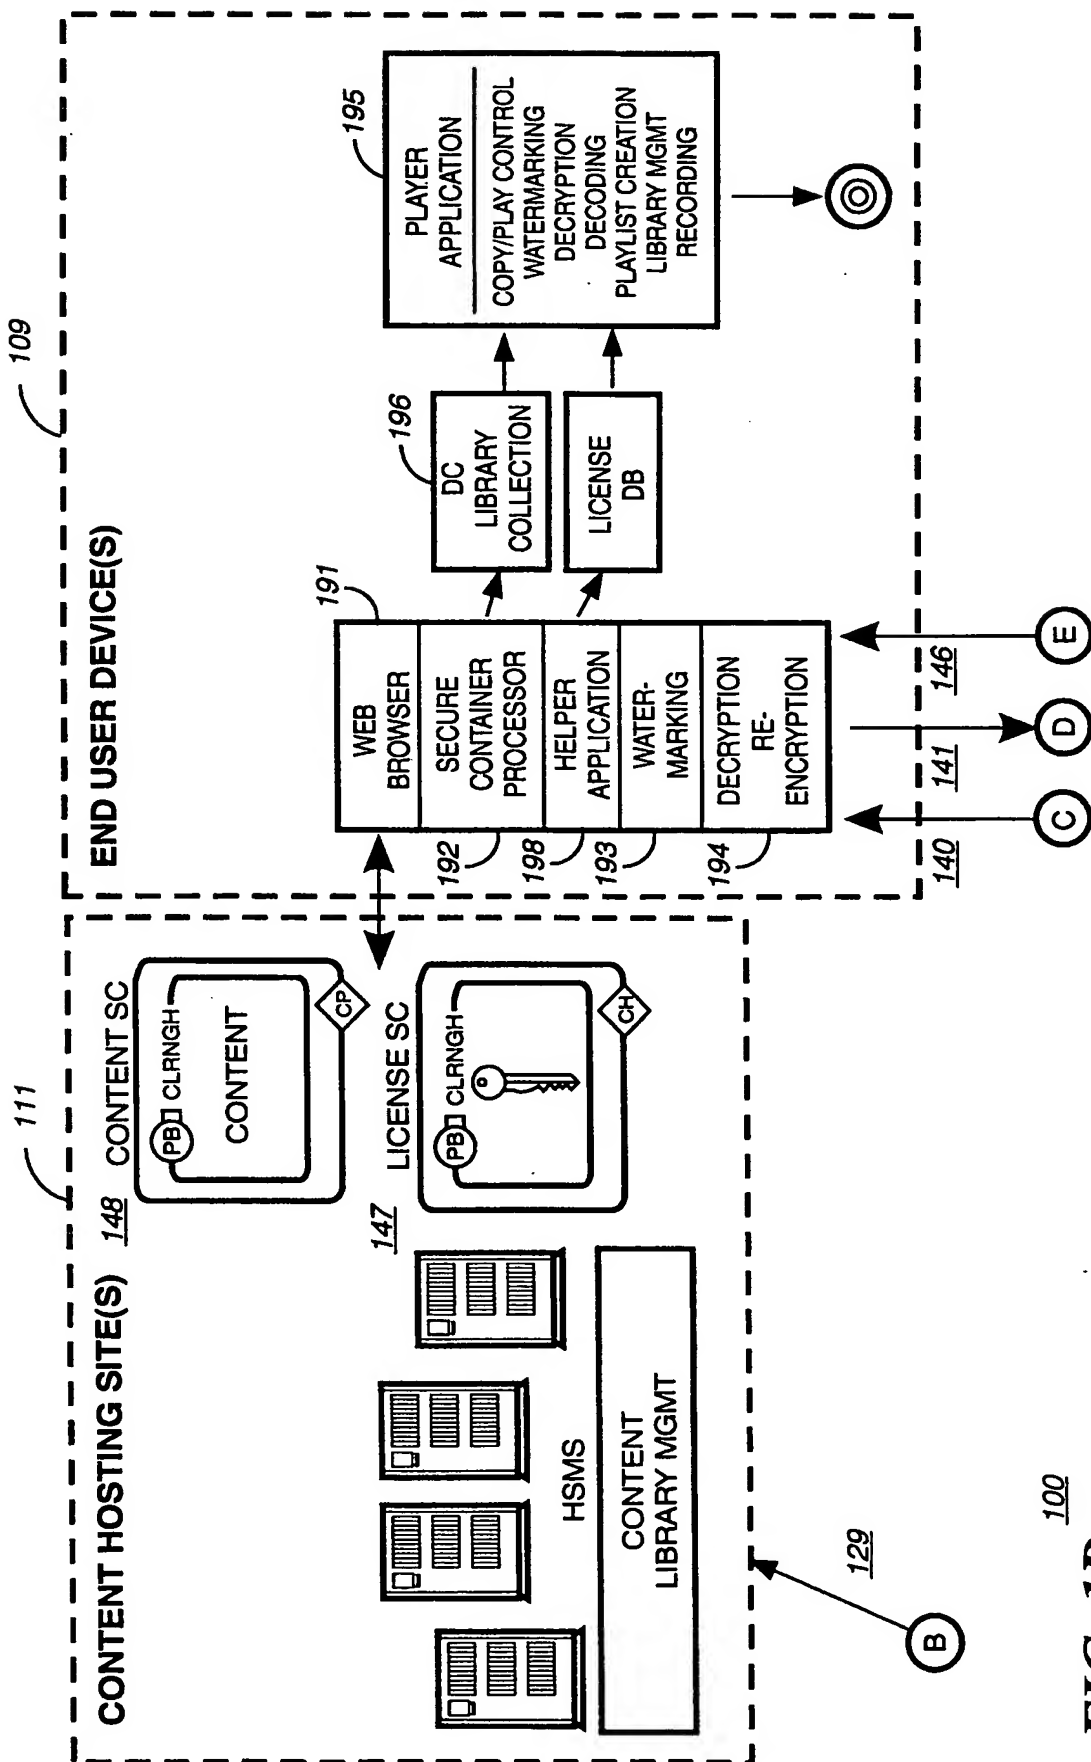 111
109
CONTENT HOSTING SITE(S)
148
CONTENT SC
PB
CLRNGH
CONTENT
CP
147
LICENSE SC
PB
CLRNGH
CH
HSMS
CONTENT
LIBRARY MGMT
129
B
END USER DEVICE(S)
191
WEB
BROWSER
SECURE
CONTAINER
PROCESSOR
HELPER
APPLICATION
WATER-
MARKING
DECRYPTION
RE-
ENCRYPTION
192
198
193
194
196
DC
LIBRARY
COLLECTION
LICENSE
DB
195
PLAYER
APPLICATION
COPY/PLAY CONTROL
WATERMARKING
DECRYPTION
DECODING
PLAYLIST CREATION
LIBRARY MGMT
RECORDING
140
141
146
C
D
E
100